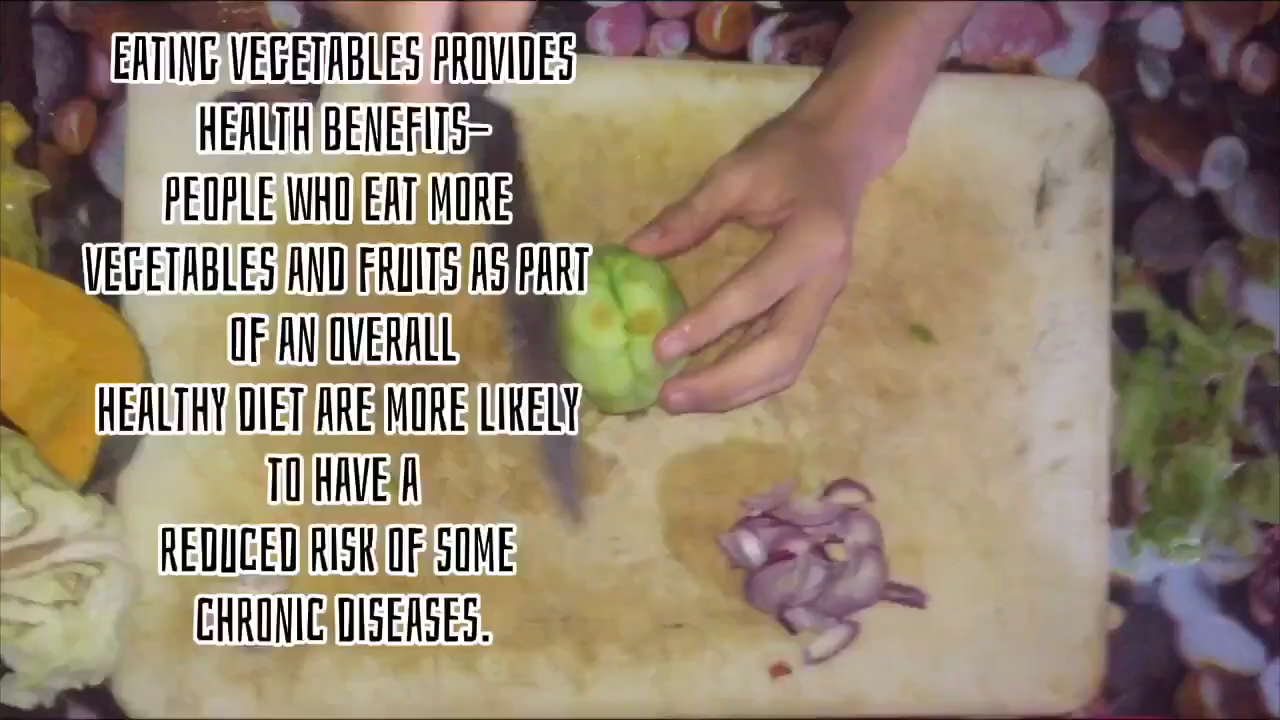 EATING VEGETABLES PROVIDES
HEALTH BENEFITS–
PEOPLE WHO EAT MORE
VEGETABLES AND FRUITS AS PART
OF AN OVERALL
HEALTHY DIET ARE MORE LIKELY
TO HAVE A
REDUCED RISK OF SOME
CHRONIC DISEASES.